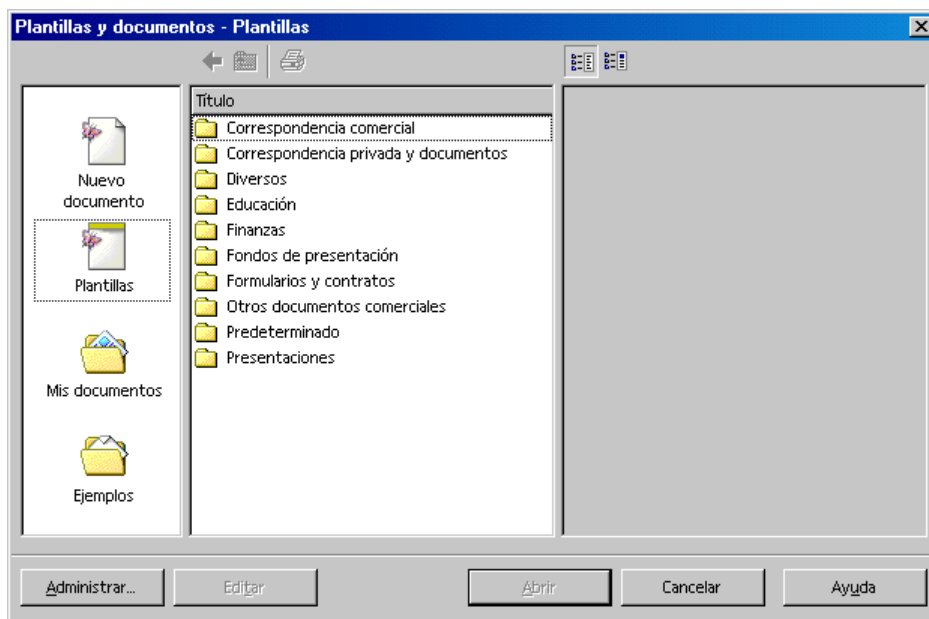 Plantillas y documentos - Plantillas
Nuevo
documento
Plantillas
Mis documentos
Ejemplos
Título
Correspondencia comercial
Correspondencia privada y documentos
Diversos
Educación
Finanzas
Fondos de presentación
Formularios y contratos
Otros documentos comerciales
Predeterminado
Presentaciones
Administrar...
Editar
Abrir
Cancelar
Ayuda